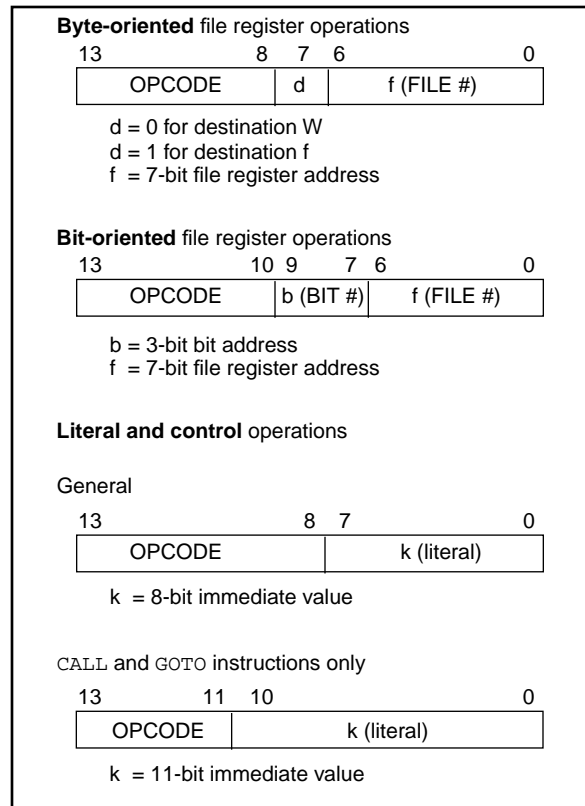 Byte-oriented file register operations
13 8 7 6 0
OPCODE d f (FILE #)
d = 0 for destination W
d = 1 for destination f
f = 7-bit file register address
Bit-oriented file register operations
13 10 9 7 6 0
OPCODE b (BIT #) f (FILE #)
b = 3-bit bit address
f = 7-bit file register address
Literal and control operations
General
13 8 7 0
OPCODE k (literal)
k = 8-bit immediate value
CALL and GOTO instructions only
13 11 10 0
OPCODE k (literal)
k = 11-bit immediate value